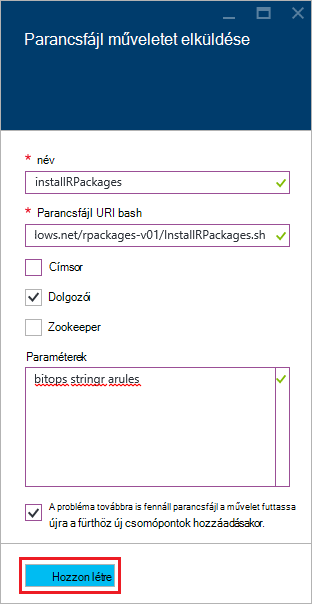 Parancsfájl műveletet elküldése
* név
installRPackages
* Parancsfájl URI bash
lows.net/rpackages-v01/InstallRPackages.sh
Címsor
Dolgozói
Zookeeper
Paraméterek
bitops stringr arules
A probléma továbbra is fennáll parancsfájl a művelet futtassa
újra a fürthöz új csomópontok hozzáadásakor.
Hozzon létre